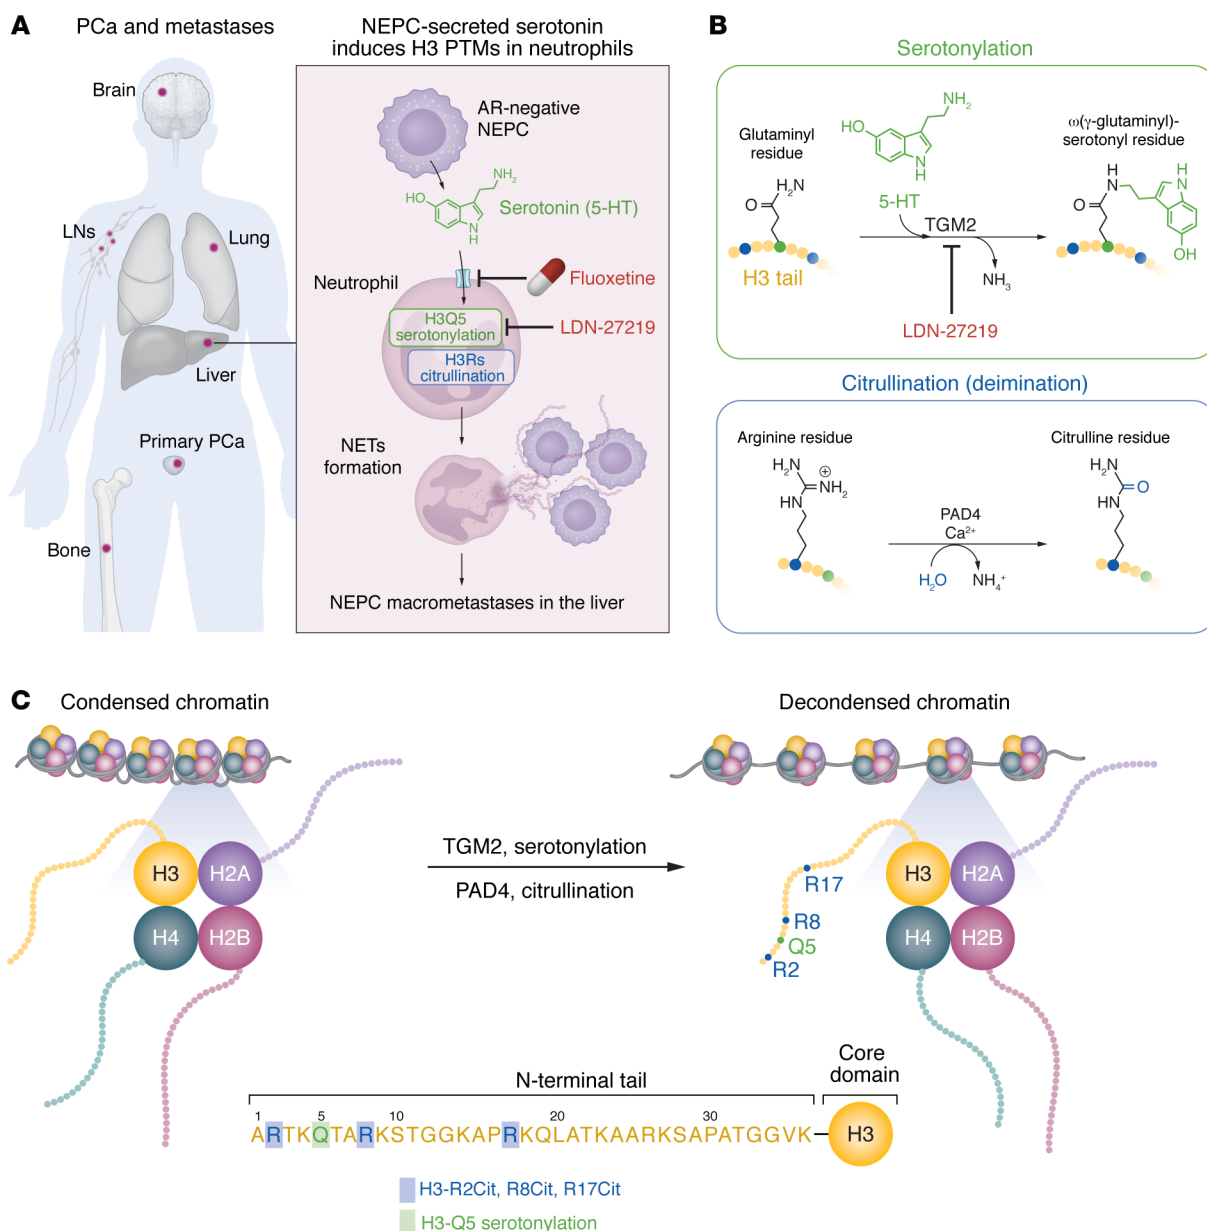 A
PCa and metastases
Brain
LNs
Lung
Liver
Primary PCa
Bone
NEPC-secreted serotonin
induces H3 PTMs in neutrophils
AR-negative
NEPC
HO
NH₂
N
H
Serotonin (5-HT)
Neutrophil
Fluoxetine
H3Q5
serotonylation
LDN-27219
H3Rs
citrullination
NETs
formation
NEPC macrometastases in the liver
B
Serotonylation
Glutaminyl
residue
H₂N
O
H3 tail
NH₂
HO
N
H
5-HT
TGM2
NH₃
LDN-27219
ω(γ-glutaminyl)-
serotonyl residue
H
N
O
H
N
OH
Citrullination (deimination)
Arginine residue
H₂N
+
NH₂
HN
PAD4
Ca²⁺
H₂O
NH₄⁺
Citrulline residue
H₂N
O
HN
C
Condensed chromatin
H3
H2A
H4
H2B
TGM2, serotonylation
PAD4, citrullination
Decondensed chromatin
R17
R8
Q5
R2
H3
H2A
H4
H2B
N-terminal tail
Core
domain
1 5 10 20 30
ARTKQTARKSTGGKAPRKQLATKAARKSAPATGGVK
H3
H3-R2Cit, R8Cit, R17Cit
H3-Q5 serotonylation